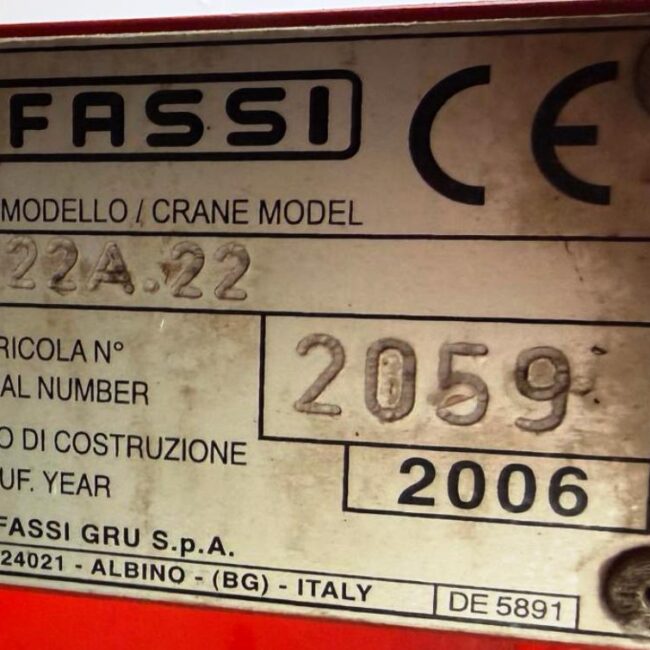 FASSI CE
MODELLO / CRANE MODEL
22A.22
RICOLA N°
AL NUMBER
2059
O DI COSTRUZIONE
UF. YEAR
2006
FASSI GRU S.p.A.
24021 - ALBINO - (BG) - ITALY
DE 5891